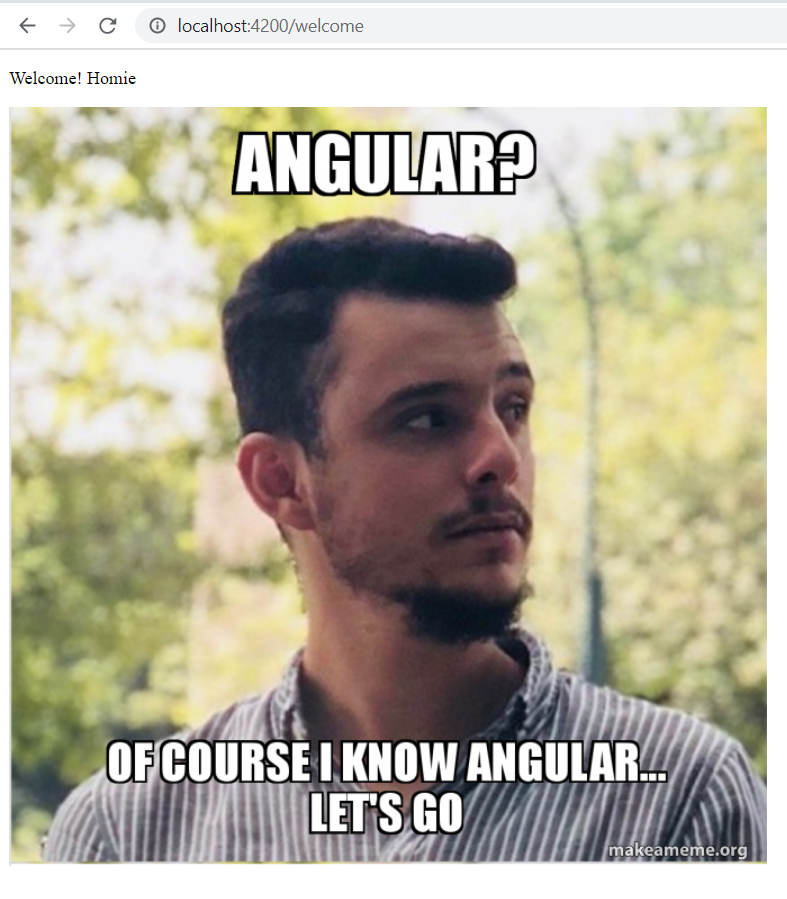 localhost:4200/welcome
Welcome! Homie
ANGULAR?
OF COURSE I KNOW ANGULAR...
LET'S GO
makeameme.org